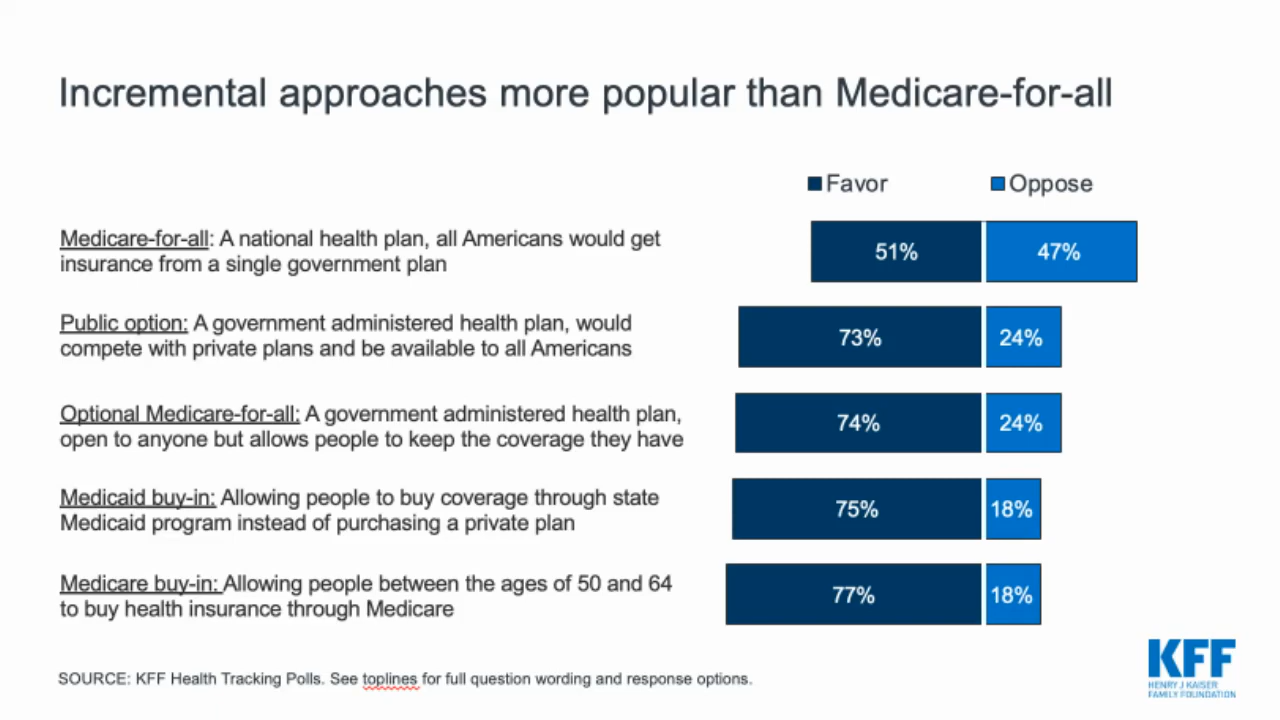 Incremental approaches more popular than Medicare-for-all
Favor
Oppose
Medicare-for-all: A national health plan, all Americans would get
insurance from a single government plan
51%
47%
Public option: A government administered health plan, would
compete with private plans and be available to all Americans
73%
24%
Optional Medicare-for-all: A government administered health plan,
open to anyone but allows people to keep the coverage they have
74%
24%
Medicaid buy-in: Allowing people to buy coverage through state
Medicaid program instead of purchasing a private plan
75%
18%
Medicare buy-in: Allowing people between the ages of 50 and 64
to buy health insurance through Medicare
77%
18%
SOURCE: KFF Health Tracking Polls. See toplines for full question wording and response options.
KFF
HENRY J KAISER
FAMILY FOUNDATION